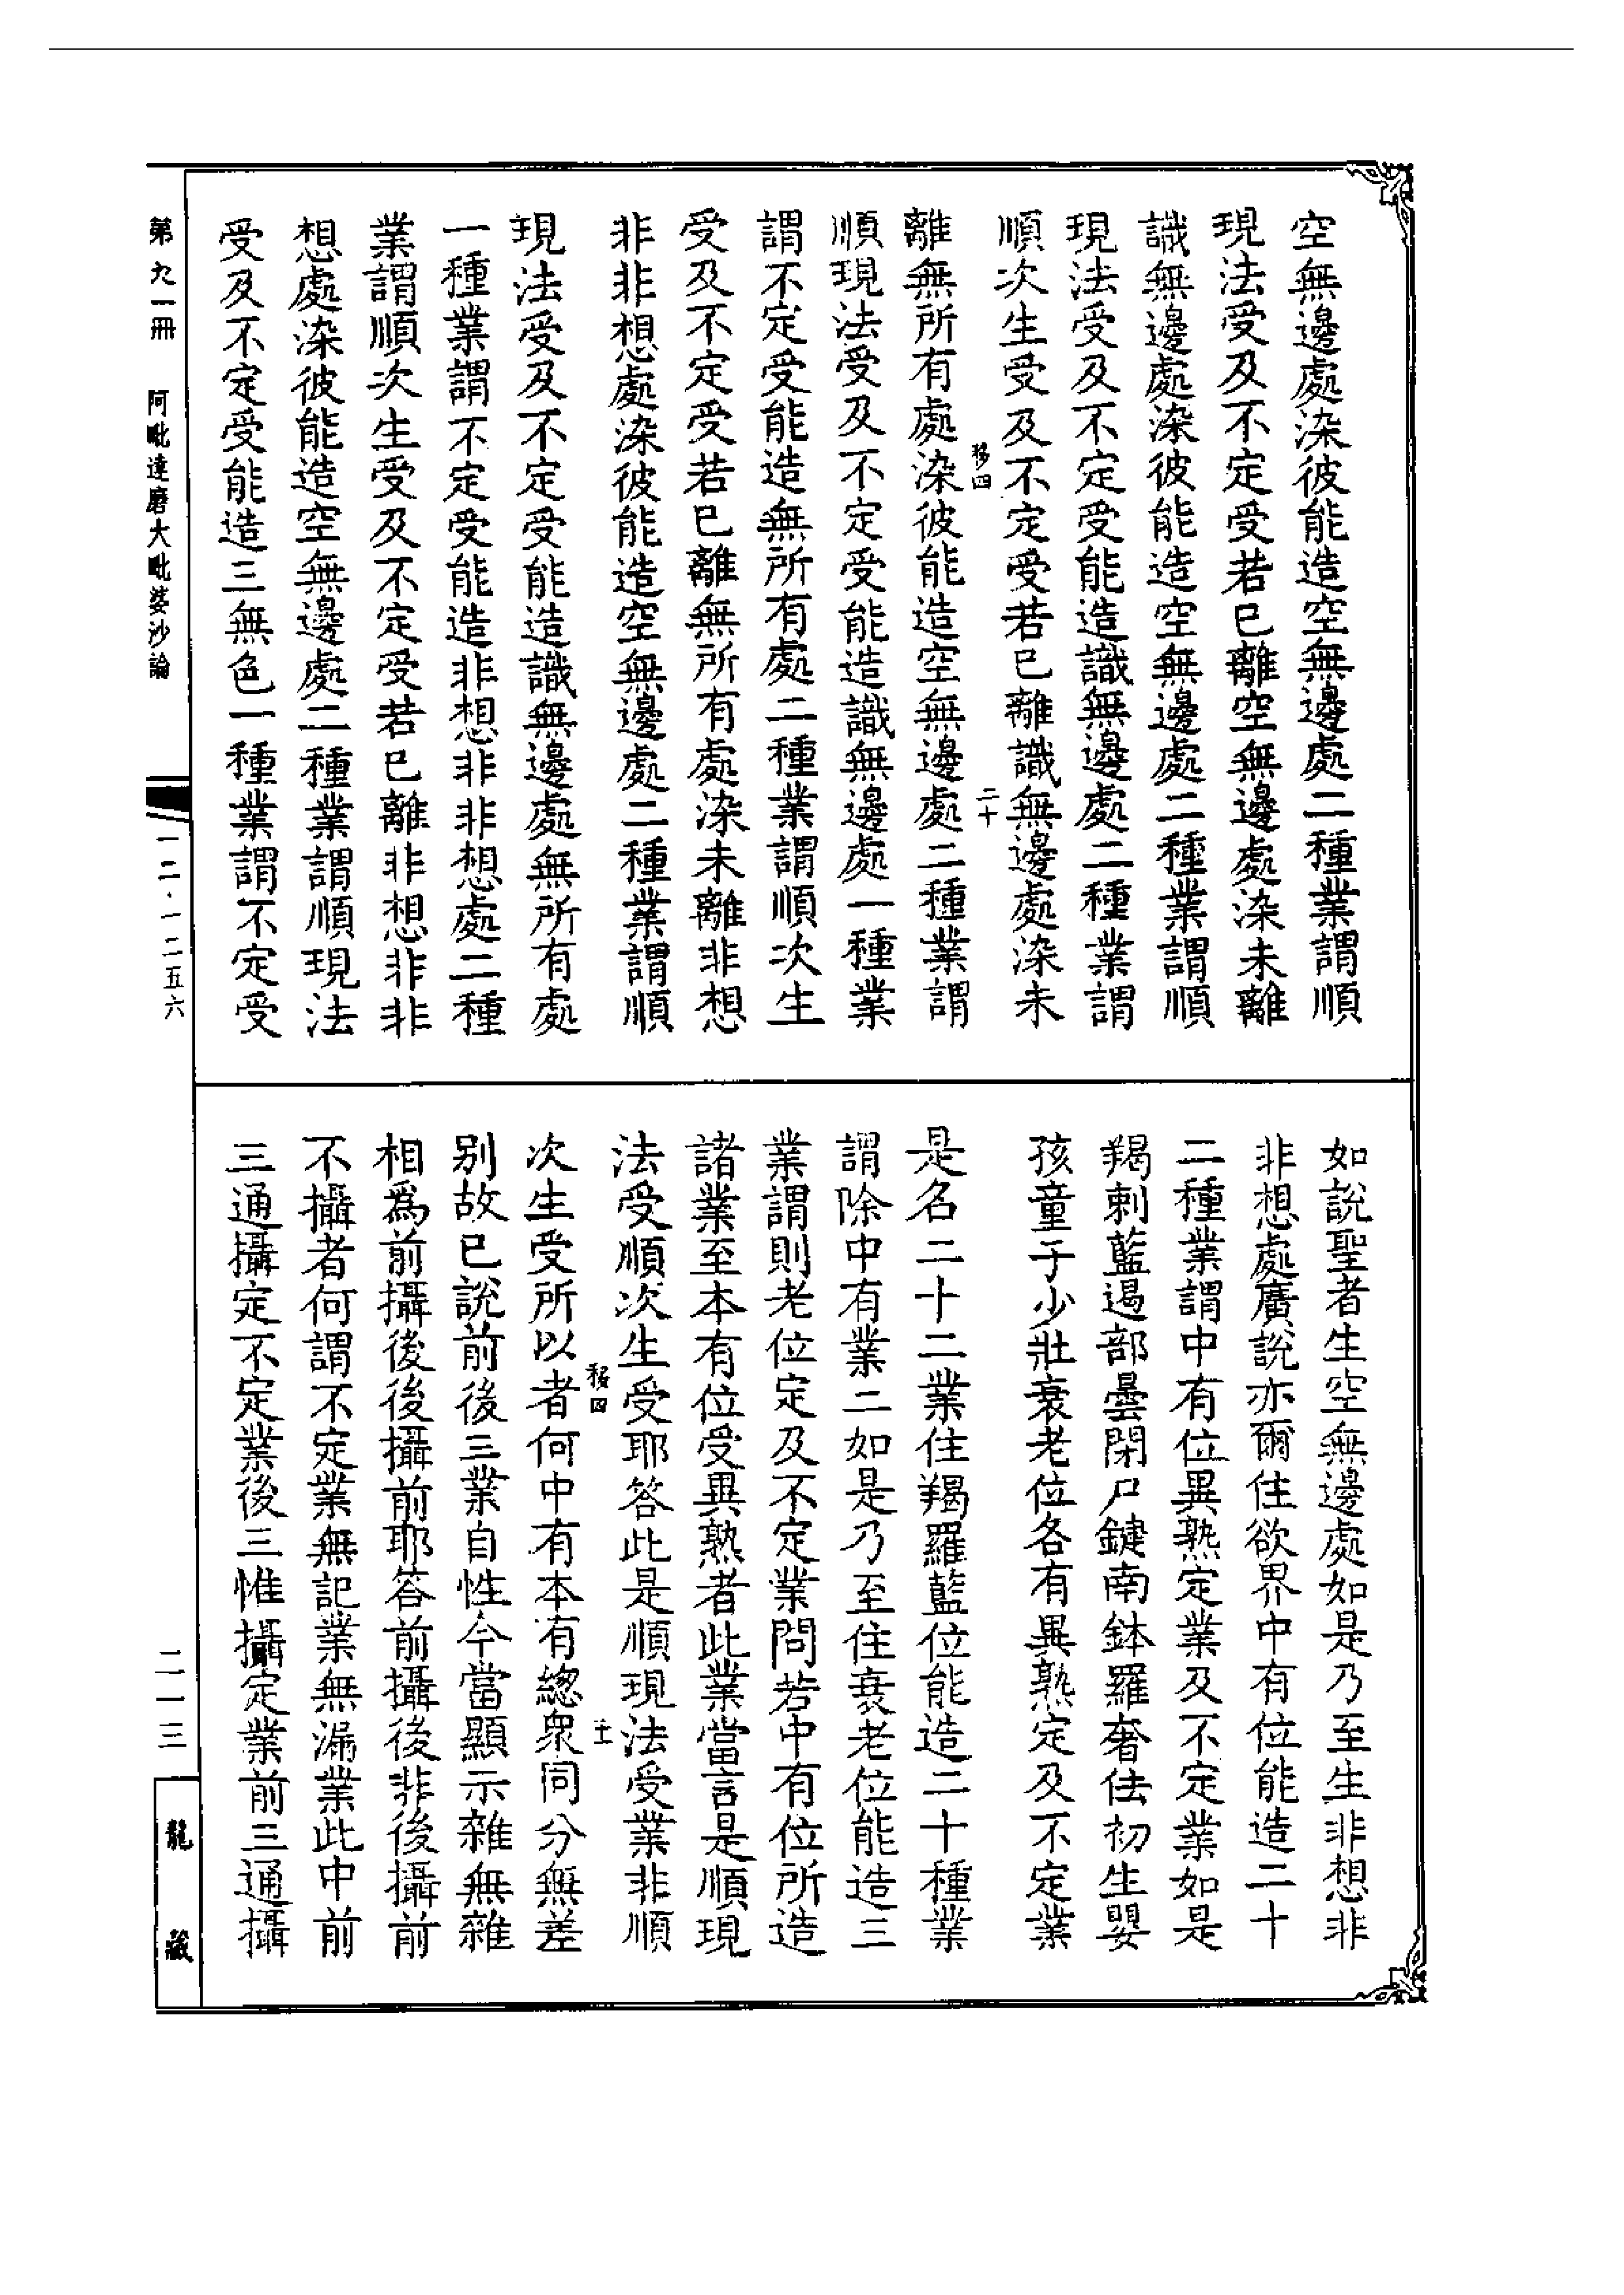 空無邊處染彼能造空無邊處二種業謂順
現法受及不定受若已離空無邊處染未離
識無邊處染彼能造空無邊處二種業謂順
現法受及不定受能造識無邊處二種業謂
順次生受及不定受若已離識無邊處染未
移四
二十
離無所有處染彼能造空無邊處二種業謂
順現法受及不定受能造識無邊處一種業
謂不定受能造無所有處二種業謂順次生
受及不定受若已離無所有處染未離非想
非非想處染彼能造空無邊處二種業謂順
現法受及不定受能造識無邊處無所有處
一種業謂不定受能造非想非非想處二種
業謂順次生受及不定受若已離非想非非
想處染彼能造空無邊處二種業謂順現法
受及不定受能造三無色一種業謂不定受
如說聖者生空無邊處如是乃至生非想非
非想處廣說亦爾住欲界中有位能造二十
二種業謂中有位異熟定業及不定業如是
羯剌藍遏部曇閉尸鍵南鉢羅奢佉初生嬰
孩童子少壯衰老位各有異熟定及不定業
是名二十二業住羯羅藍位能造二十種業
謂除中有業二如是乃至住衰老位能造三
業謂則老位定及不定業問若中有位所造
諸業至本有位受異熟者此業當言是順現
法受順次生受耶答此是順現法受業非順
移四
二十一
次生受所以者何中有本有總衆同分無差
別故已說前後三業自性今當顯示雜無雜
相爲前攝後後攝前耶答前攝後非後攝前
不攝者何謂不定業無記業無漏業此中前
三通攝定不定業後三惟攝定業前三通攝
第九一冊
阿毗達磨大毗婆沙論
一二·一二五六
二一三
龍藏